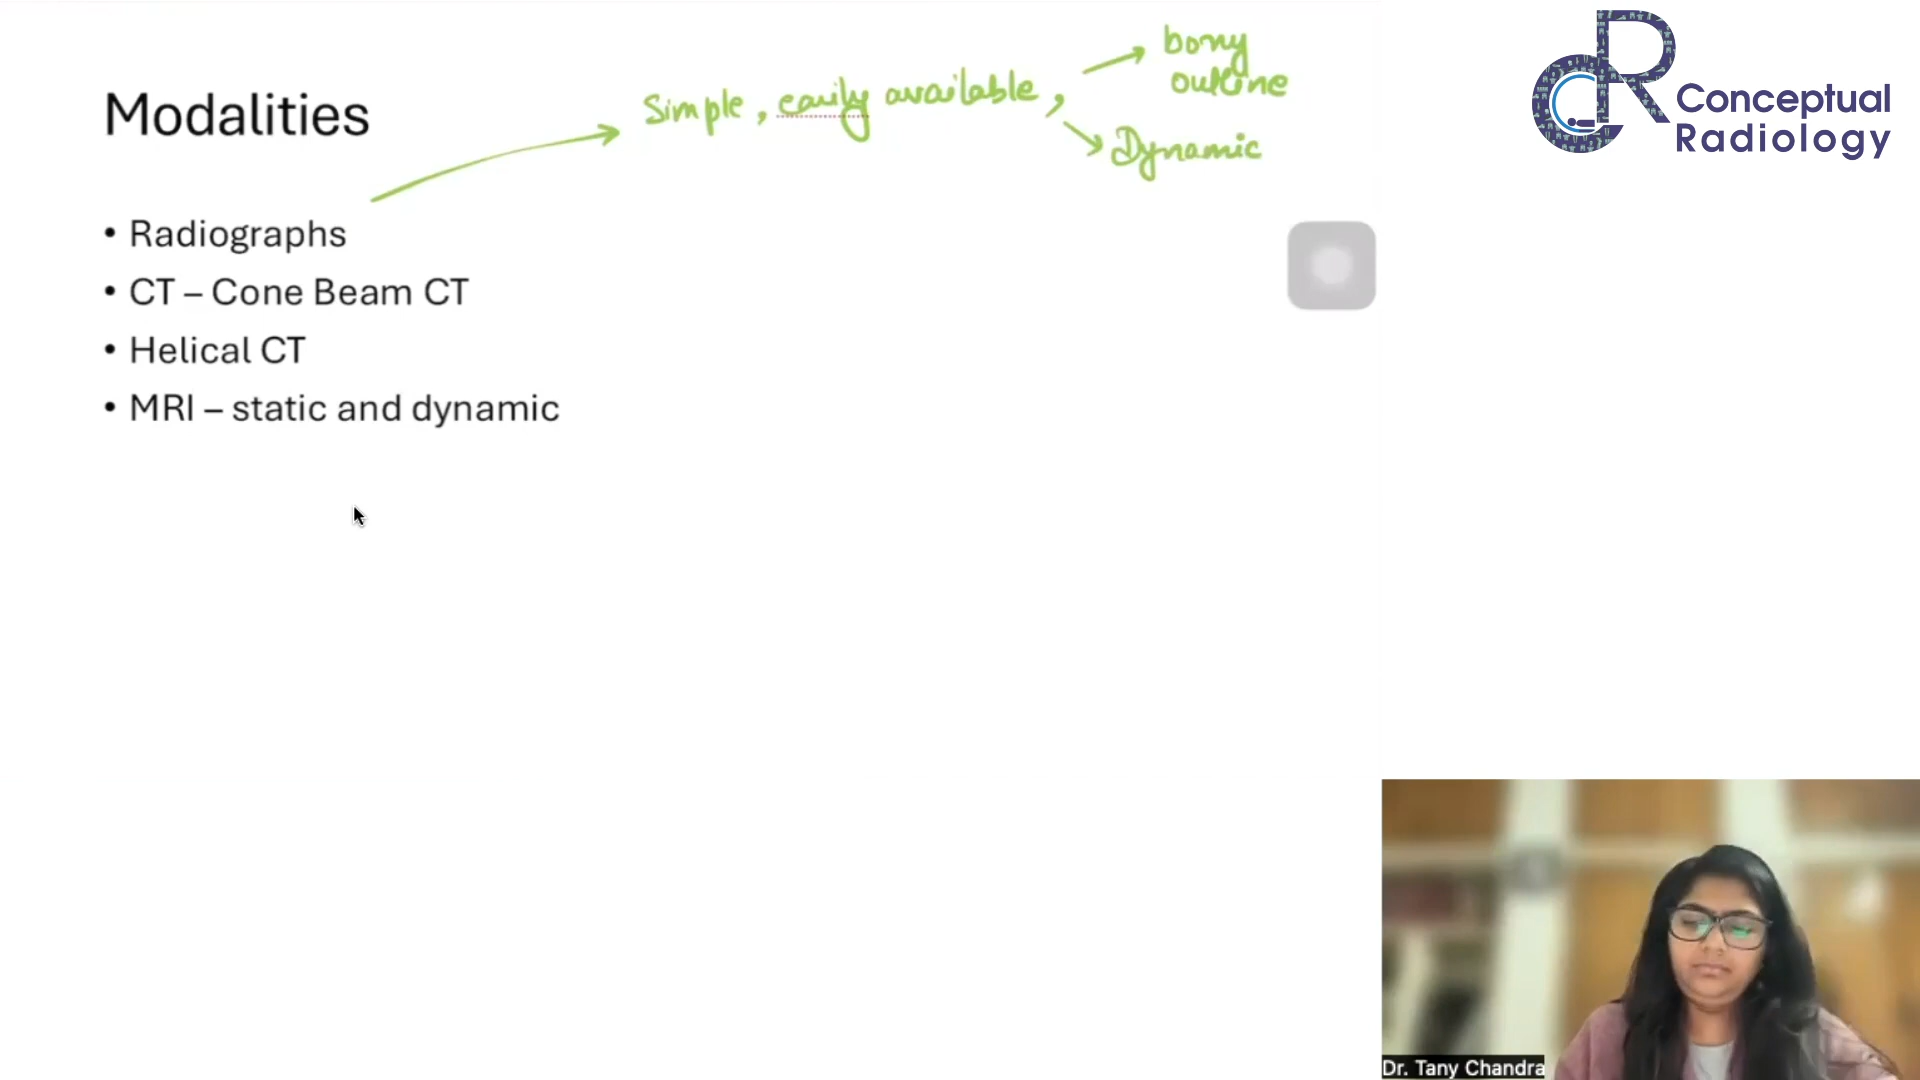 Modalities
Simple, easily available,
bony
outline
Dynamic
• Radiographs
• CT – Cone Beam CT
• Helical CT
• MRI – static and dynamic
CR
Conceptual
Radiology
Dr. Tany Chandra